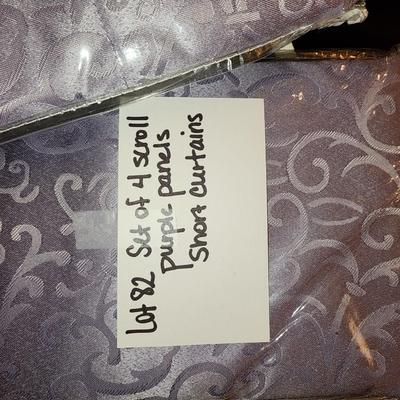 Lot 82 Set of 4 scroll
purple panels
Short curtains